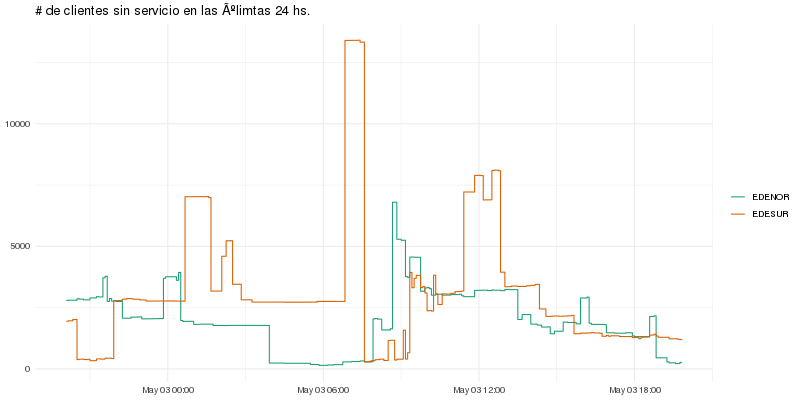 # de clientes sin servicio en las Ãºlimtas 24 hs.
10000
5000
0
May 03 00:00
May 03 06:00
May 03 12:00
May 03 18:00
EDENOR
EDESUR